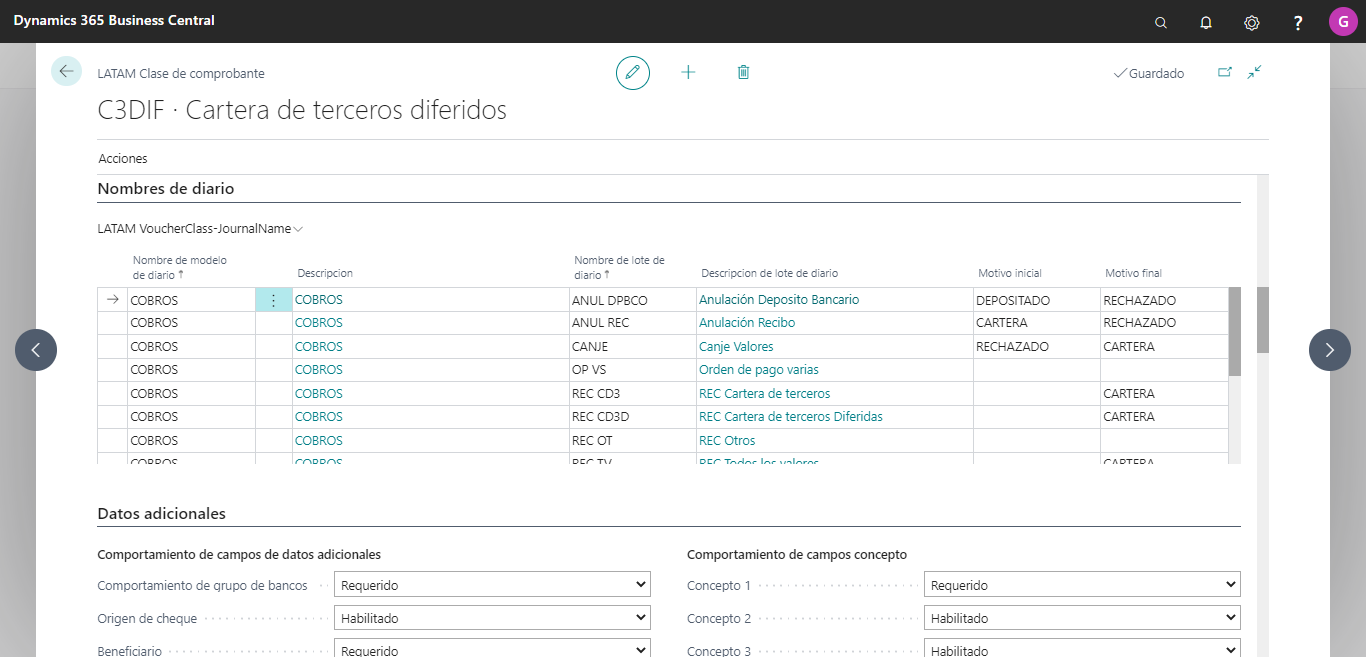 Dynamics 365 Business Central
G
LATAM Clase de comprobante
Guardado
C3DIF · Cartera de terceros diferidos
Acciones
Nombres de diario
LATAM VoucherClass-JournalName
Nombre de modelo de diario ↑ Descripcion Nombre de lote de diario ↑ Descripcion de lote de diario Motivo inicial Motivo final
COBROS COBROS ANUL DPBCO Anulación Deposito Bancario DEPOSITADO RECHAZADO
COBROS COBROS ANUL REC Anulación Recibo CARTERA RECHAZADO
COBROS COBROS CANJE Canje Valores RECHAZADO CARTERA
COBROS COBROS OP VS Orden de pago varias
COBROS COBROS REC CD3 REC Cartera de terceros CARTERA
COBROS COBROS REC CD3D REC Cartera de terceros Diferidas CARTERA
COBROS COBROS REC OT REC Otros
COBROS COBROS REC TV REC Todos los valores CARTERA
Datos adicionales
Comportamiento de campos de datos adicionales Comportamiento de campos concepto
Comportamiento de grupo de bancos Requerido Concepto 1 Requerido
Origen de cheque Habilitado Concepto 2 Habilitado
Beneficiario Requerido Concepto 3 Habilitado